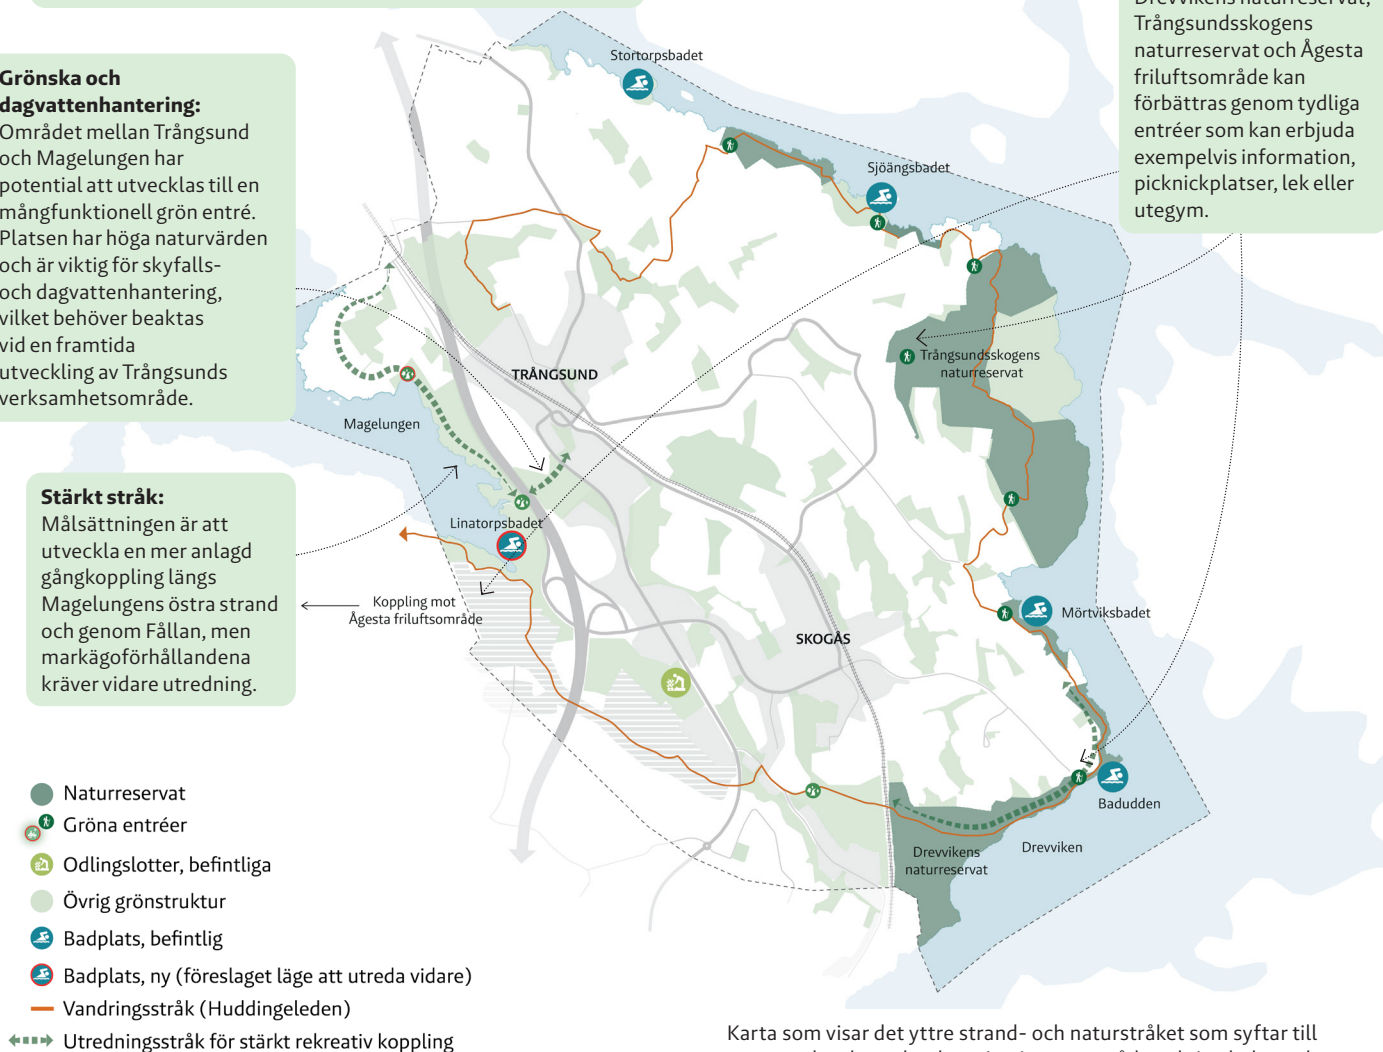 Drevvikens naturreservat,
Trångsundsskogens
naturreservat och Ågesta
friluftsområde kan
förbättras genom tydliga
entréer som kan erbjuda
exempelvis information,
picknickplatser, lek eller
utegym.
Grönska och
dagvattenhantering:
Området mellan Trångsund
och Magelungen har
potential att utvecklas till en
mångfunktionell grön entré.
Platsen har höga naturvärden
och är viktig för skyfalls-
och dagvattenhantering,
vilket behöver beaktas
vid en framtida
utveckling av Trångsunds
verksamhetsområde.
Stärkt stråk:
Målsättningen är att
utveckla en mer anlagd
gångkoppling längs
Magelungens östra strand
och genom Fållan, men
markägoförhållandena
kräver vidare utredning.
Stortorpsbadet
Sjöängsbadet
TRÅNGSUND
Trångsundsskogens
naturreservat
Magelungen
Linatorpsbadet
Koppling mot
Ågesta friluftsområde
SKOGÅS
Mörtviksbadet
Badudden
Drevviken
Drevvikens
naturreservat
Naturreservat
Gröna entréer
Odlingslotter, befintliga
Övrig grönstruktur
Badplats, befintlig
Badplats, ny (föreslaget läge att utreda vidare)
Vandringsstråk (Huddingeleden)
Utredningsstråk för stärkt rekreativ koppling
Karta som visar det yttre strand- och naturstråket som syftar till